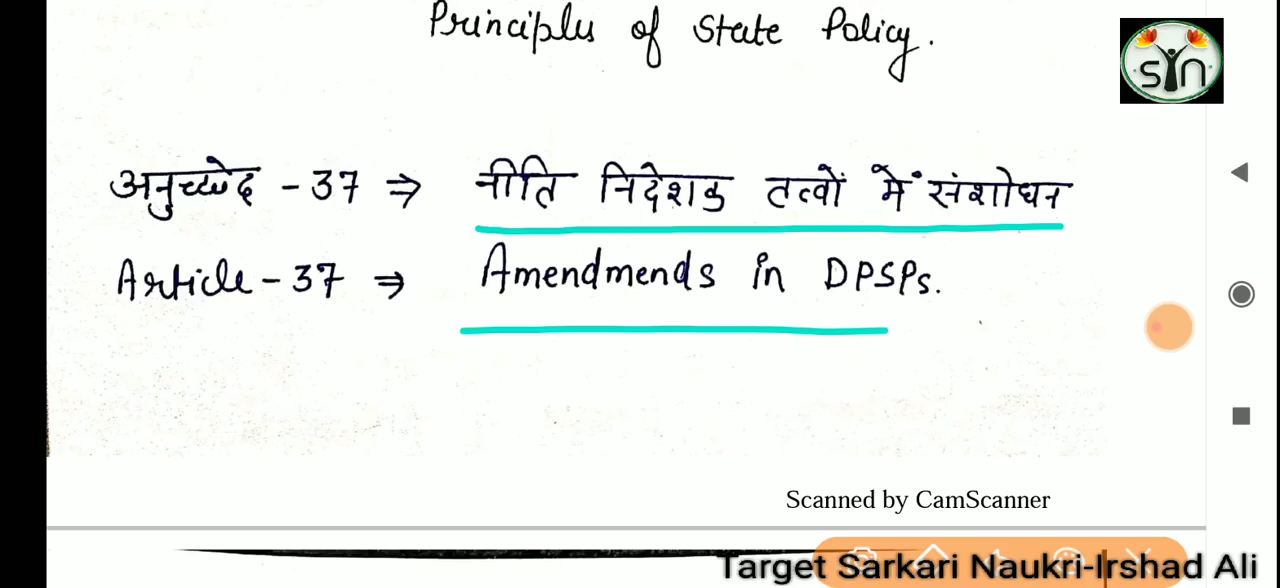 Principles of State Policy.
SYN
अनुच्छेद - 37 ⇒ नीति निदेशक तत्वों में संशोधन
Article - 37 ⇒ Amendmends in DPSPs.
Scanned by CamScanner
Target Sarkari Naukri-Irshad Ali